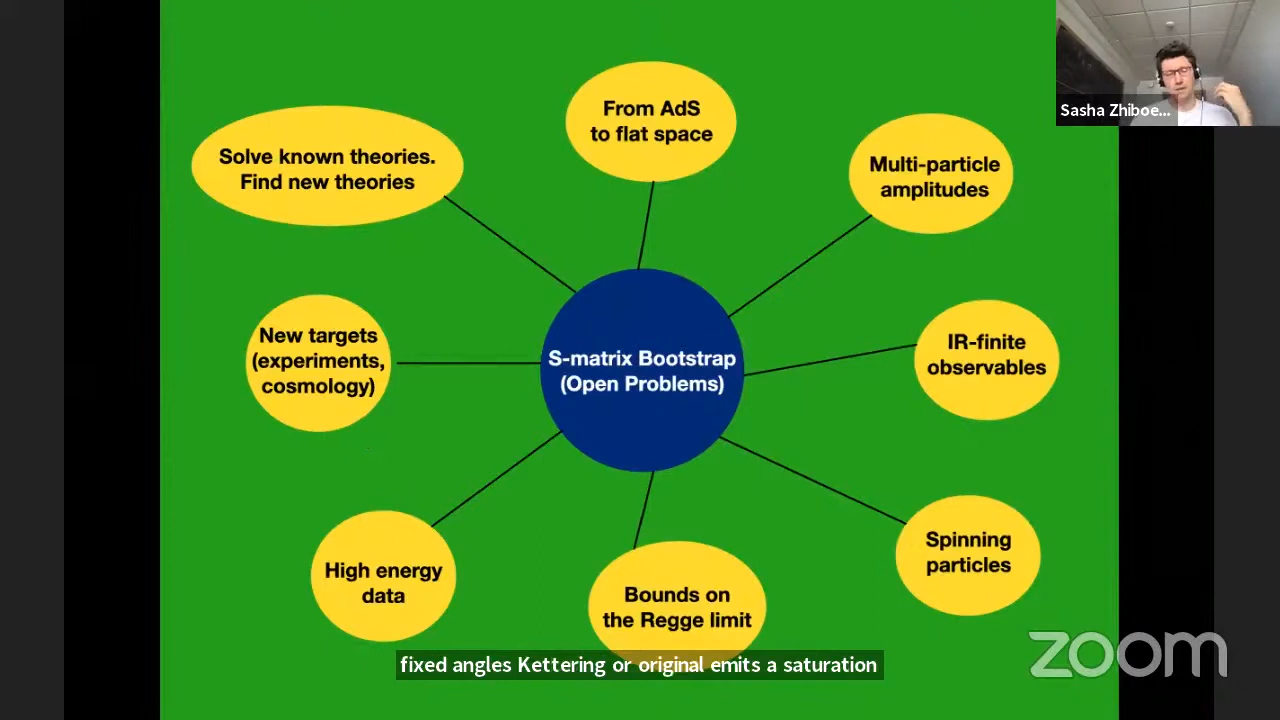 From AdS
to flat space
Sasha Zhiboe...
Solve known theories.
Find new theories
Multi-particle
amplitudes
New targets
(experiments,
cosmology)
S-matrix Bootstrap
(Open Problems)
IR-finite
observables
High energy
data
Bounds on
the Regge limit
Spinning
particles
fixed angles Kettering or original emits a saturation
zoom